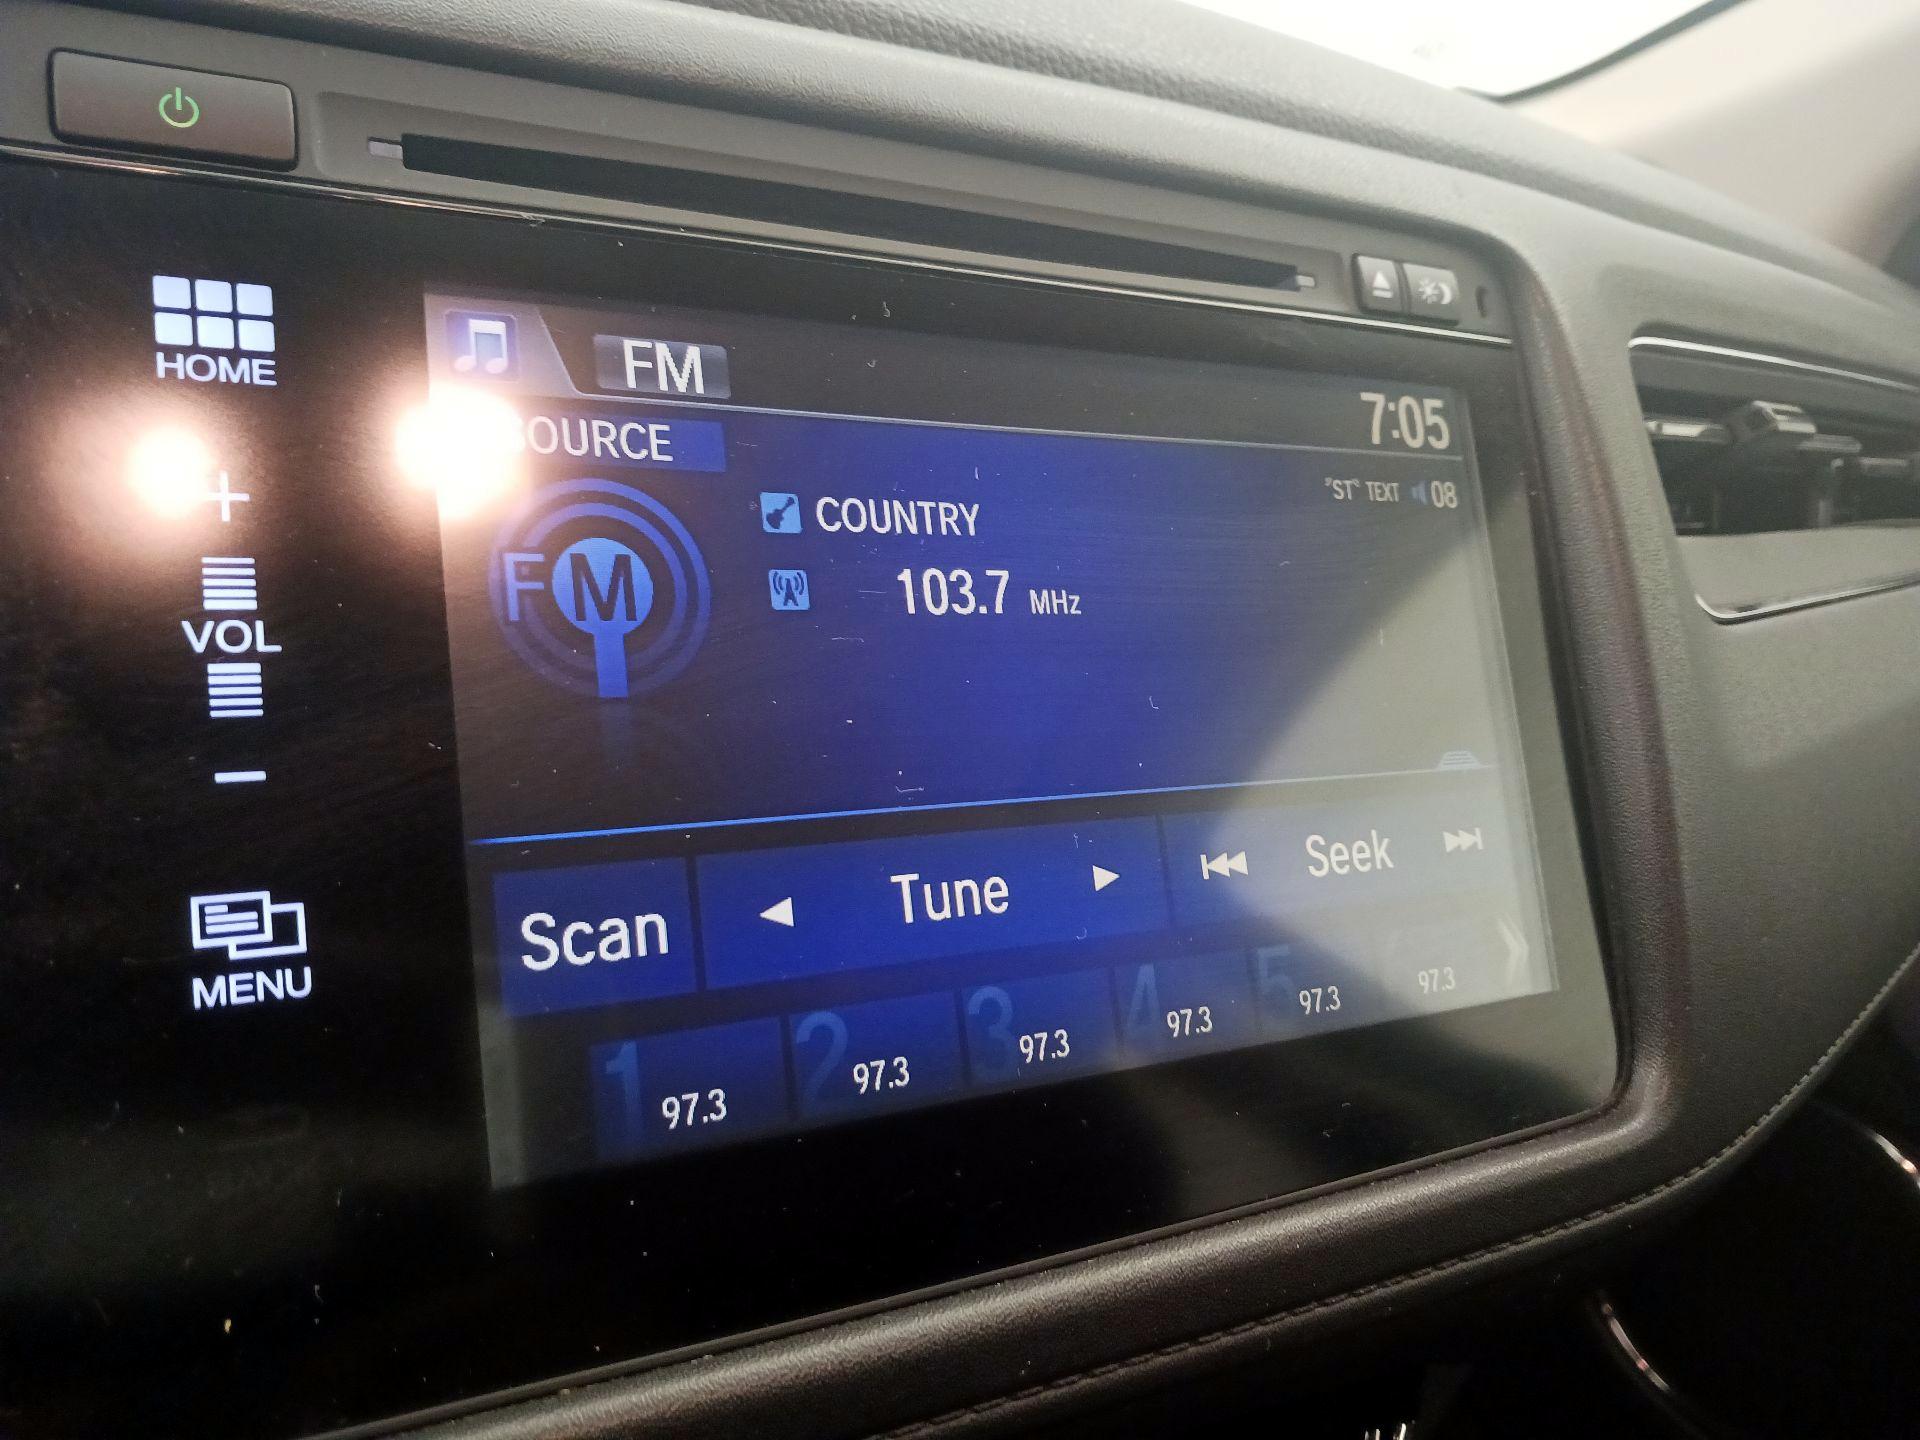 HOME
FM
7:05
SOURCE
"ST" TEXT 08
+
FM
COUNTRY
103.7 MHz
VOL
-
Scan
Tune
Seek
MENU
1 97.3
2 97.3
3 97.3
4 97.3
5 97.3
97.3